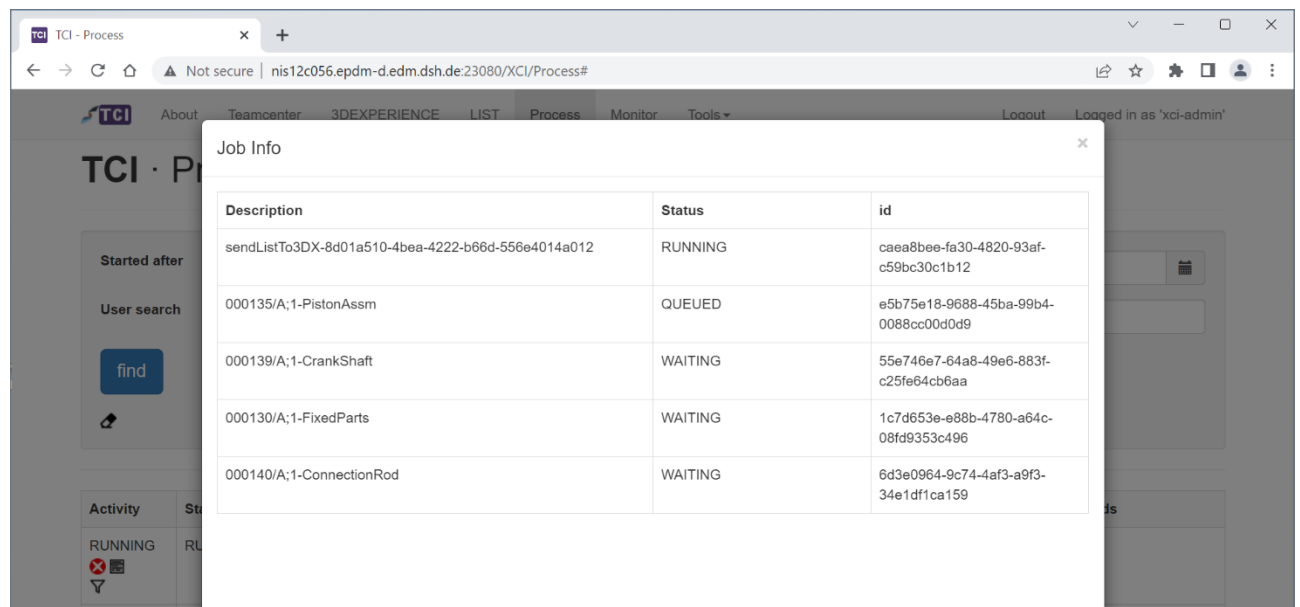 TCI TCI - Process
Not secure nis12c056.epdm-d.edm.dsh.de:23080/XCI/Process#
TCI About Teamcenter 3DEXPERIENCE LIST Process Monitor Tools Logout Logged in as 'xci-admin'
Job Info ×
TCI ·
Description Status id
sendListTo3DX-8d01a510-4bea-4222-b66d-556e4014a012 RUNNING caea8bee-fa30-4820-93af-
c59bc30c1b12
Started after
000135/A;1-PistonAssm QUEUED e5b75e18-9688-45ba-99b4-
0088cc00d0d9
User search
000139/A;1-CrankShaft WAITING 55e746e7-64a8-49e6-883f-
c25fe64cb6aa
find
000130/A;1-FixedParts WAITING 1c7d653e-e88b-4780-a64c-
08fd9353c496
000140/A;1-ConnectionRod WAITING 6d3e0964-9c74-4af3-a9f3-
34e1df1ca159
Activity
RUNNING